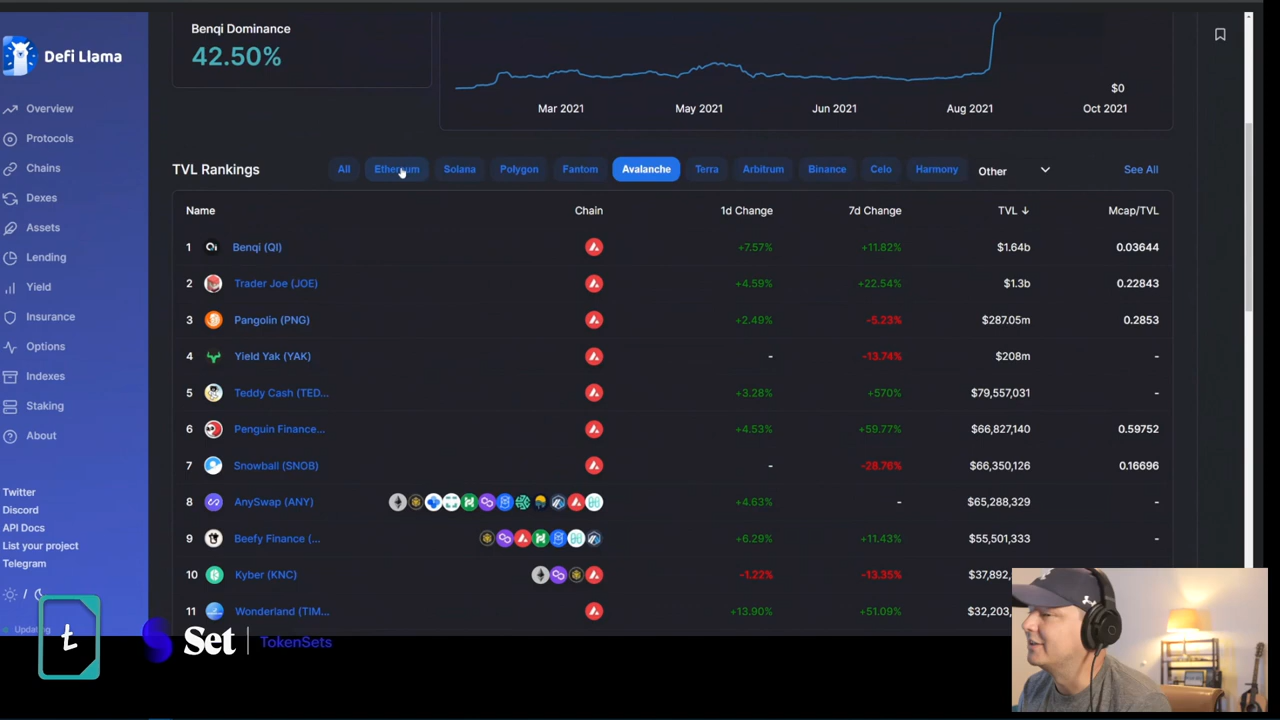 Benqi Dominance
42.50%
$0
Mar 2021 May 2021 Jun 2021 Aug 2021 Oct 2021
Defi Llama
Overview
Protocols
Chains
Dexes
Assets
Lending
Yield
Insurance
Options
Indexes
Staking
About
Twitter
Discord
API Docs
List your project
Telegram
/
TVL Rankings All Ethereum Solana Polygon Fantom Avalanche Terra Arbitrum Binance Celo Harmony Other See All
Name Chain 1d Change 7d Change TVL ↓ Mcap/TVL
1 Benqi (QI) +7.57% +11.82% $1.64b 0.03644
2 Trader Joe (JOE) +4.59% +22.54% $1.3b 0.22843
3 Pangolin (PNG) +2.49% -5.23% $287.05m 0.2853
4 Yield Yak (YAK) - -13.74% $208m -
5 Teddy Cash (TED... +3.28% +570% $79,557,031 -
6 Penguin Finance... +4.53% +59.77% $66,827,140 0.59752
7 Snowball (SNOB) - -28.76% $66,350,126 0.16696
8 AnySwap (ANY) +4.63% - $65,288,329 -
9 Beefy Finance (... +6.29% +11.43% $55,501,333 -
10 Kyber (KNC) -1.22% -13.35% $37,892,
11 Wonderland (TIM... +13.90% +51.09% $32,203,
Set | TokenSets